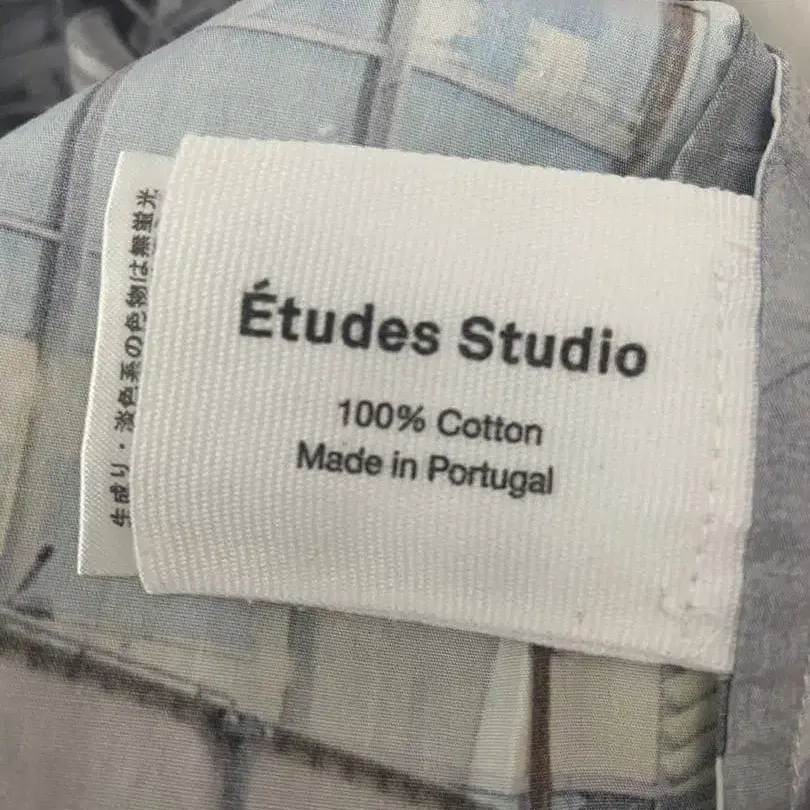 Études Studio
100% Cotton
Made in Portugal
生成り・淡色系の色物は無蛍光